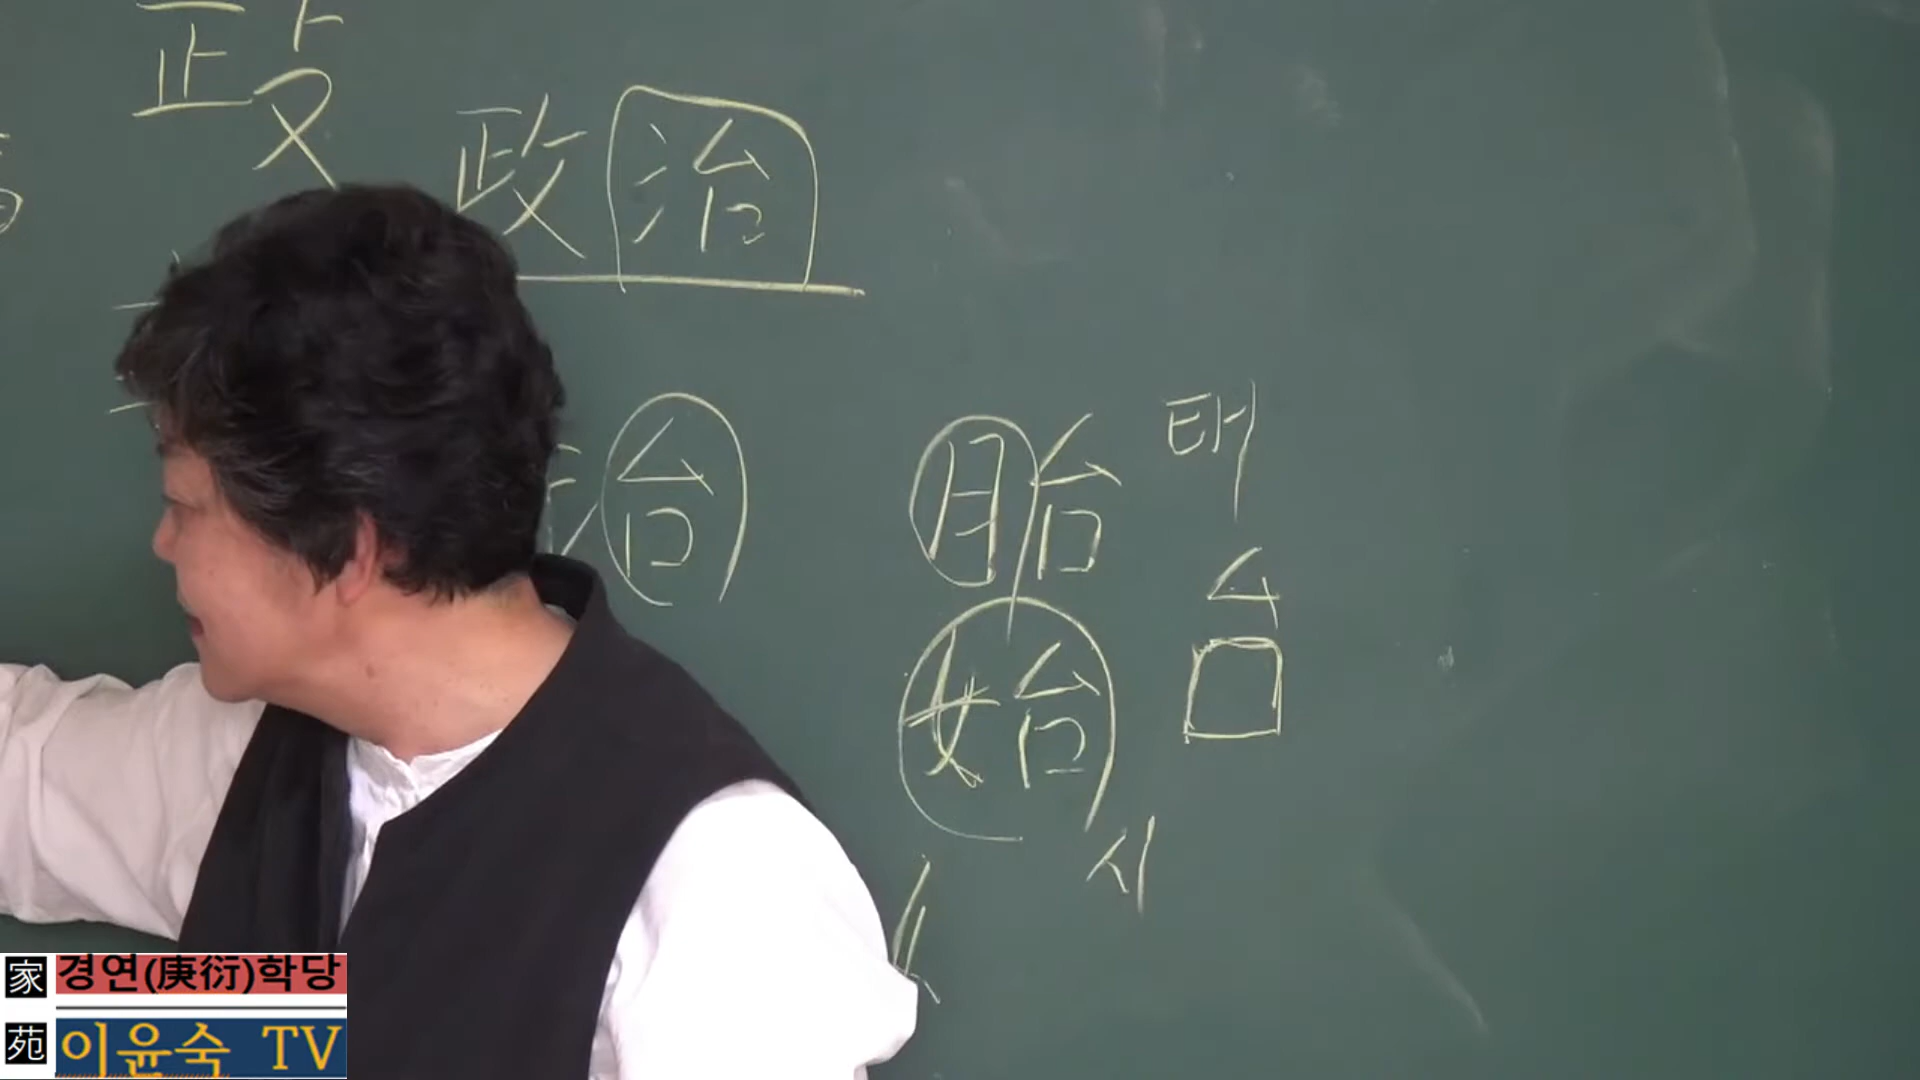 政治
治 胎 태
台
始
시
家 경연(庚衍)학당
苑 이윤숙 TV